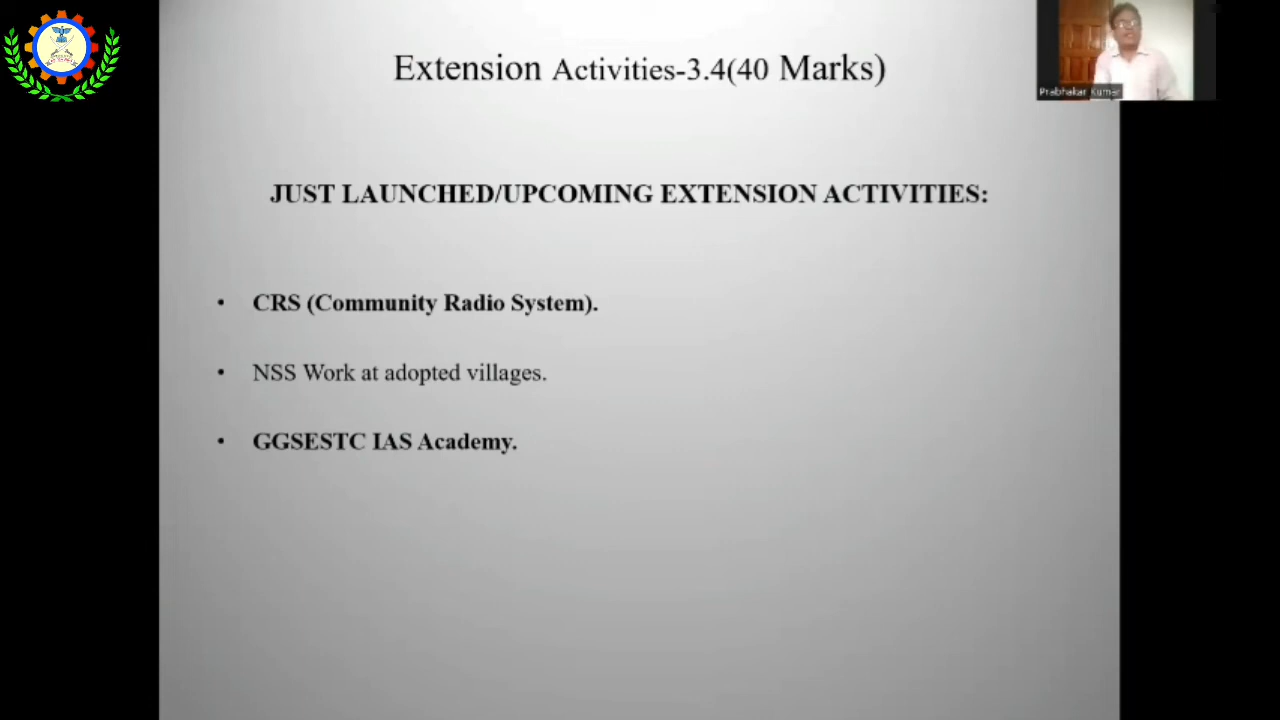 Extension Activities-3.4(40 Marks)
Prabhakar Kumar
JUST LAUNCHED/UPCOMING EXTENSION ACTIVITIES:
• CRS (Community Radio System).
• NSS Work at adopted villages.
• GGSESTC IAS Academy.